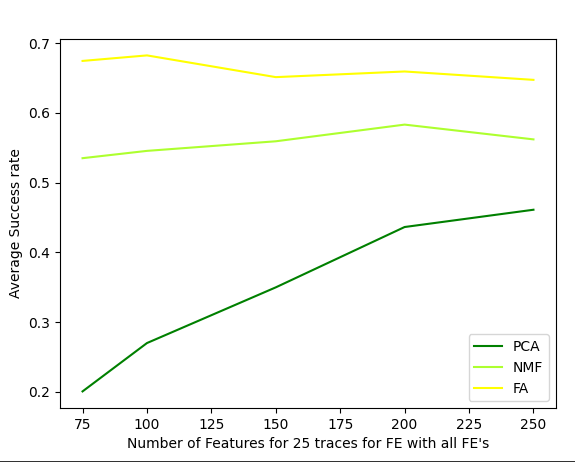 0.7
0.6
0.5
0.4
0.3
0.2
Average Success rate
PCA
NMF
FA
75 100 125 150 175 200 225 250
Number of Features for 25 traces for FE with all FE's